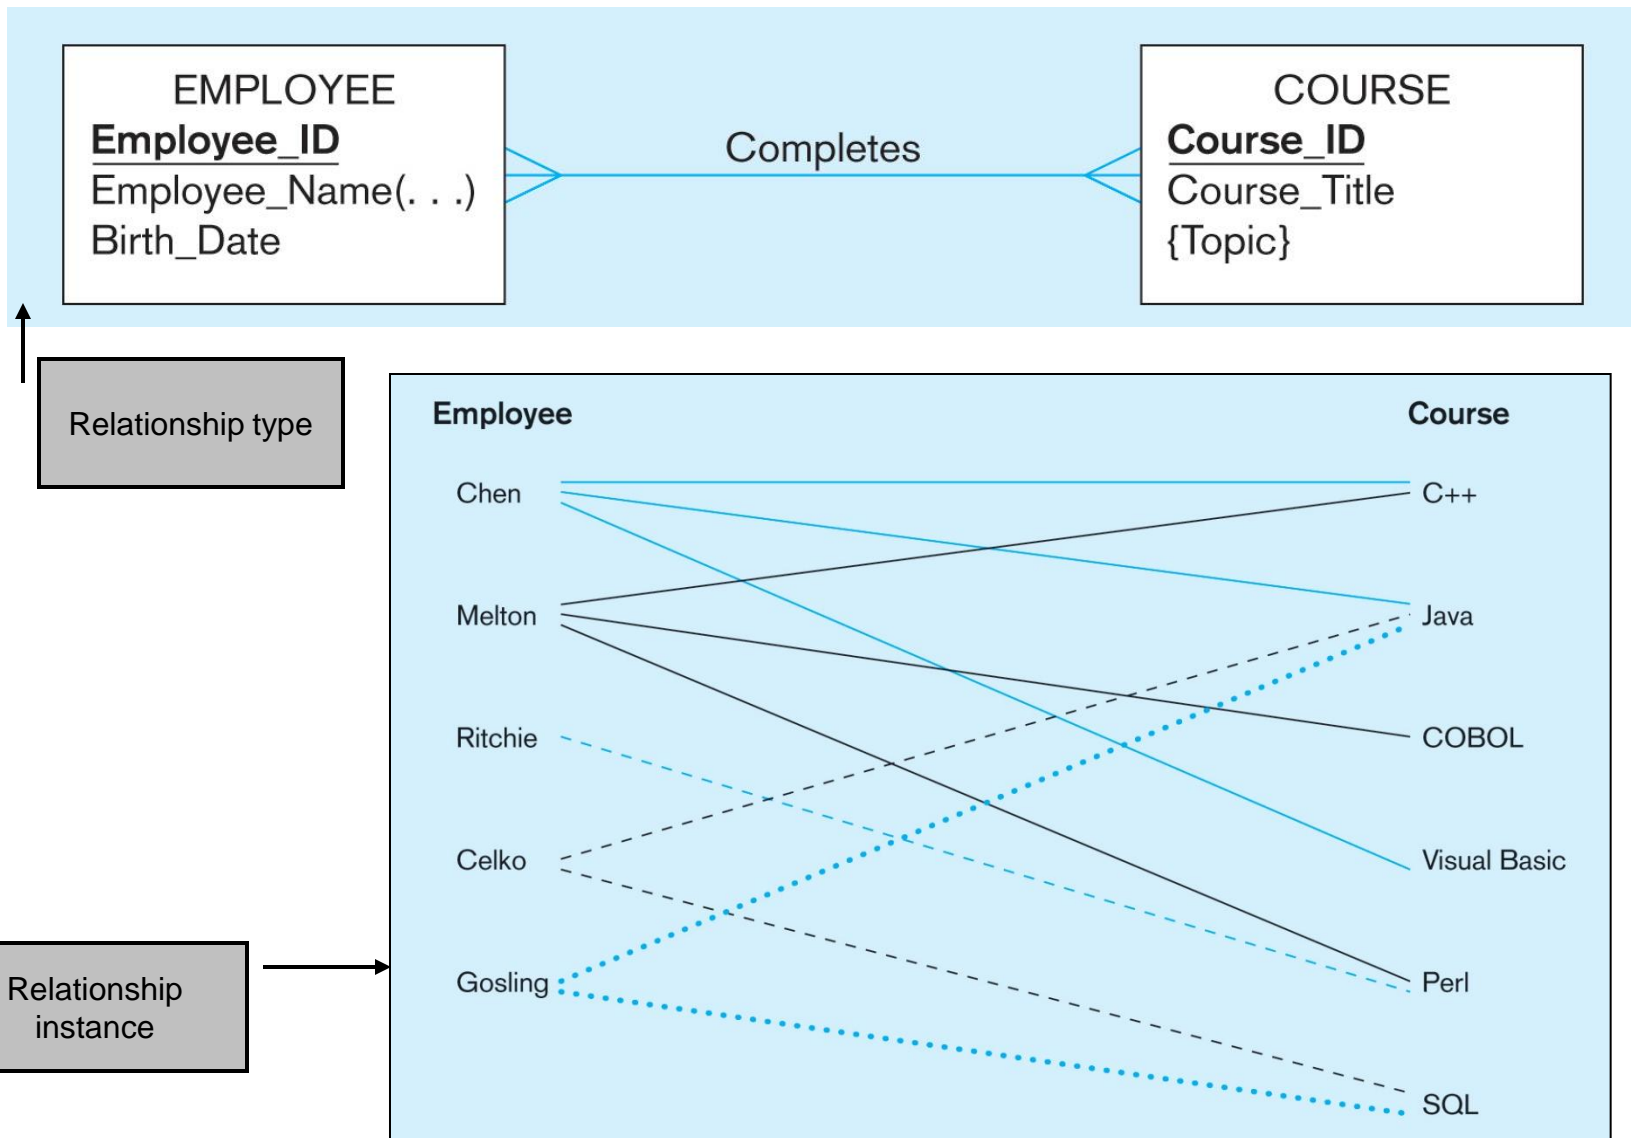 EMPLOYEE
Employee_ID
Employee_Name(. . .)
Birth_Date
Completes
COURSE
Course_ID
Course_Title
{Topic}
Relationship type
Employee
Course
Chen
C++
Melton
Java
Ritchie
COBOL
Celko
Visual Basic
Gosling
Perl
SQL
Relationship
instance